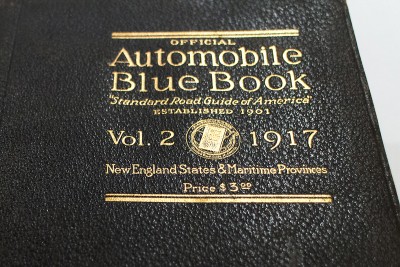 OFFICIAL
Automobile
Blue Book
"Standard Road Guide of America"
ESTABLISHED 1901
Vol. 2 1917
New England States & Maritime Provinces
Price $3.00